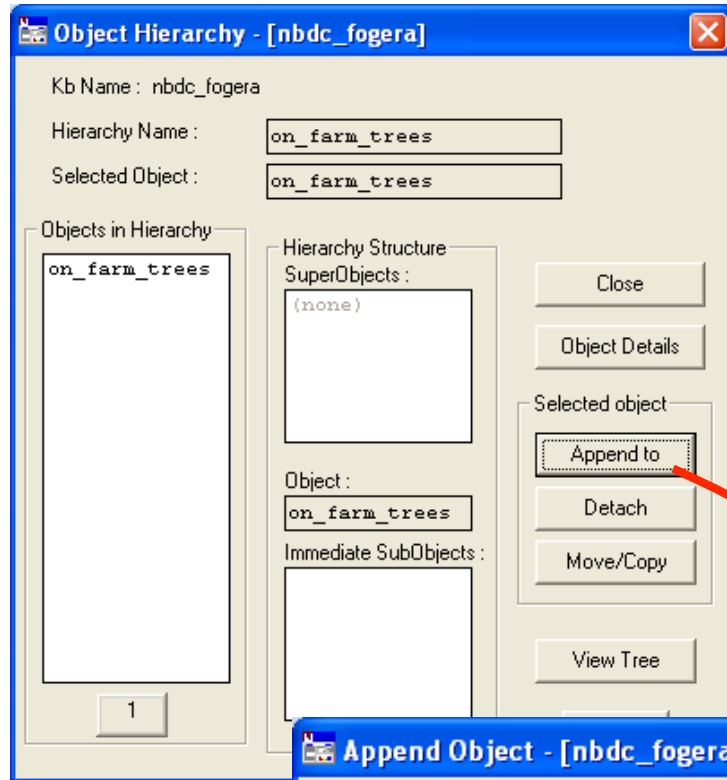 Object Hierarchy - [nbdc_fogera]
Kb Name : nbdc_fogera
Hierarchy Name :
on_farm_trees
Selected Object :
on_farm_trees
Objects in Hierarchy
on_farm_trees
1
Hierarchy Structure
SuperObjects :
(none)
Object :
on_farm_trees
Immediate SubObjects :
Close
Object Details
Selected object
Append to
Detach
Move/Copy
View Tree
Append Object - [nbdc_fogera